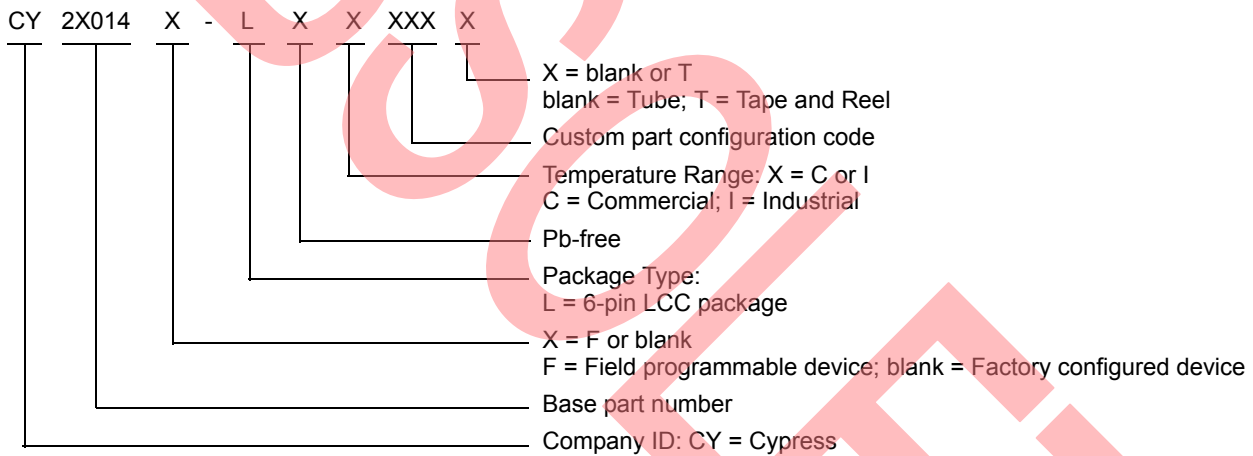 CY 2X014 X - L X X XXX X
X = blank or T
blank = Tube; T = Tape and Reel
Custom part configuration code
Temperature Range: X = C or I
C = Commercial; I = Industrial
Pb-free
Package Type:
L = 6-pin LCC package
X = F or blank
F = Field programmable device; blank = Factory configured device
Base part number
Company ID: CY = Cypress